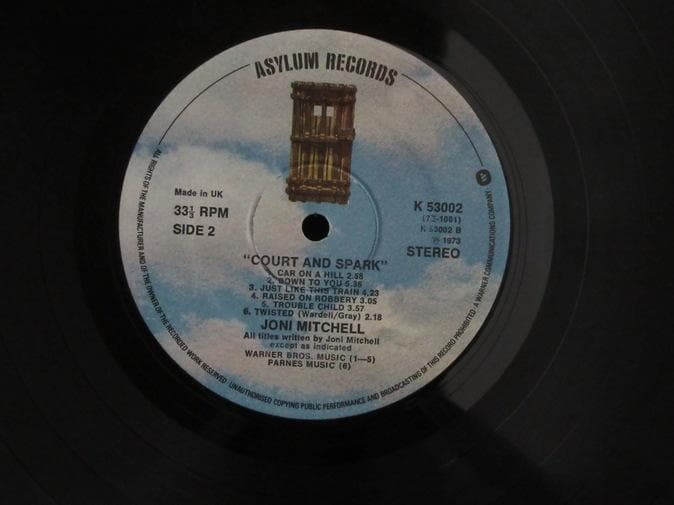 ASYLUM RECORDS
Made in UK
33⅓ RPM
SIDE 2
K 53002
(7E-1001)
K 53002 B
℗ 1973
STEREO
"COURT AND SPARK"
1. CAR ON A HILL 2.58
2. DOWN TO YOU 5.36
3. JUST LIKE THIS TRAIN 4.23
4. RAISED ON ROBBERY 3.05
5. TROUBLE CHILD 3.57
6. TWISTED (Wardell/Gray) 2.18
JONI MITCHELL
All titles written by Joni Mitchell
except as indicated
WARNER BROS. MUSIC (1—5)
PARNES MUSIC (6)
ALL RIGHTS OF THE MANUFACTURER AND OF THE OWNER OF THE RECORDED WORK RESERVED · UNAUTHORISED COPYING PUBLIC PERFORMANCE AND BROADCASTING OF THIS RECORD PROHIBITED. A WARNER COMMUNICATIONS COMPANY